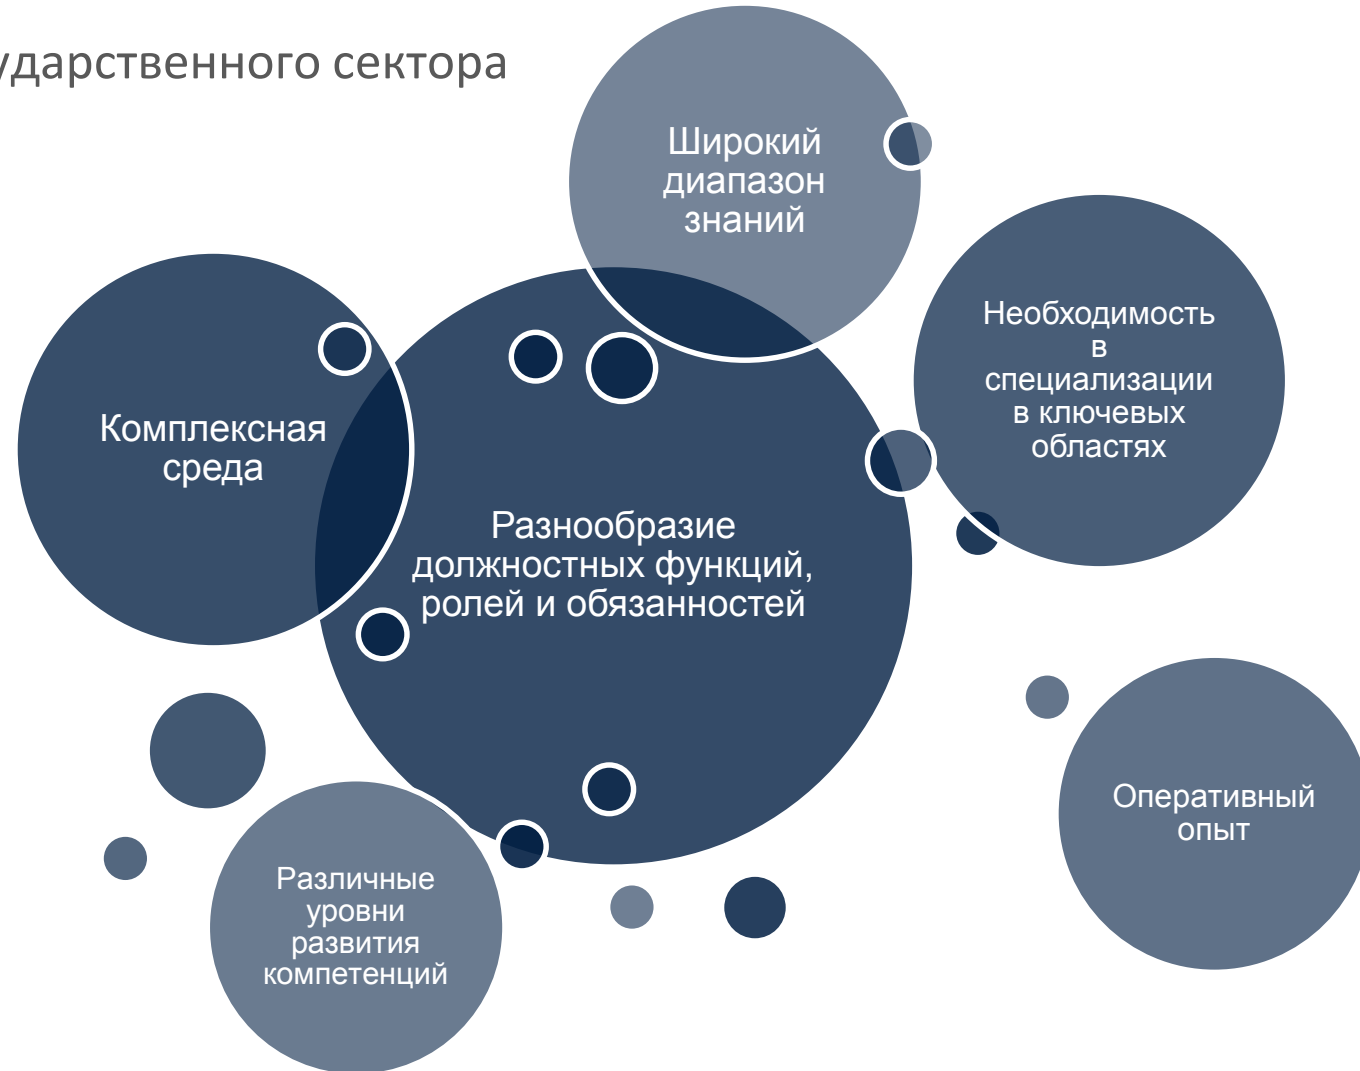 ударственного сектора
Широкий
диапазон
знаний
Необходимость
в
специализации
в ключевых
областях
Комплексная
среда
Разнообразие
должностных функций,
ролей и обязанностей
Оперативный
опыт
Различные
уровни
развития
компетенций